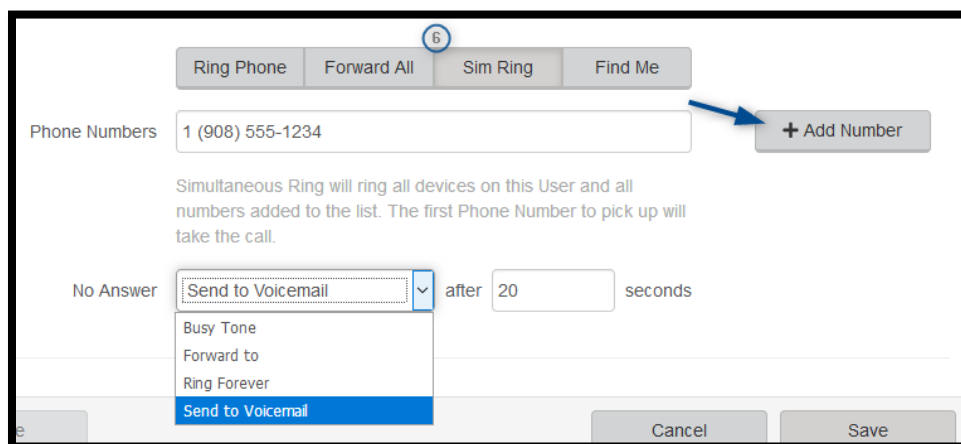 6
Ring Phone Forward All Sim Ring Find Me
Phone Numbers 1 (908) 555-1234 + Add Number
Simultaneous Ring will ring all devices on this User and all
numbers added to the list. The first Phone Number to pick up will
take the call.
No Answer Send to Voicemail after 20 seconds
Busy Tone
Forward to
Ring Forever
Send to Voicemail
e Cancel Save